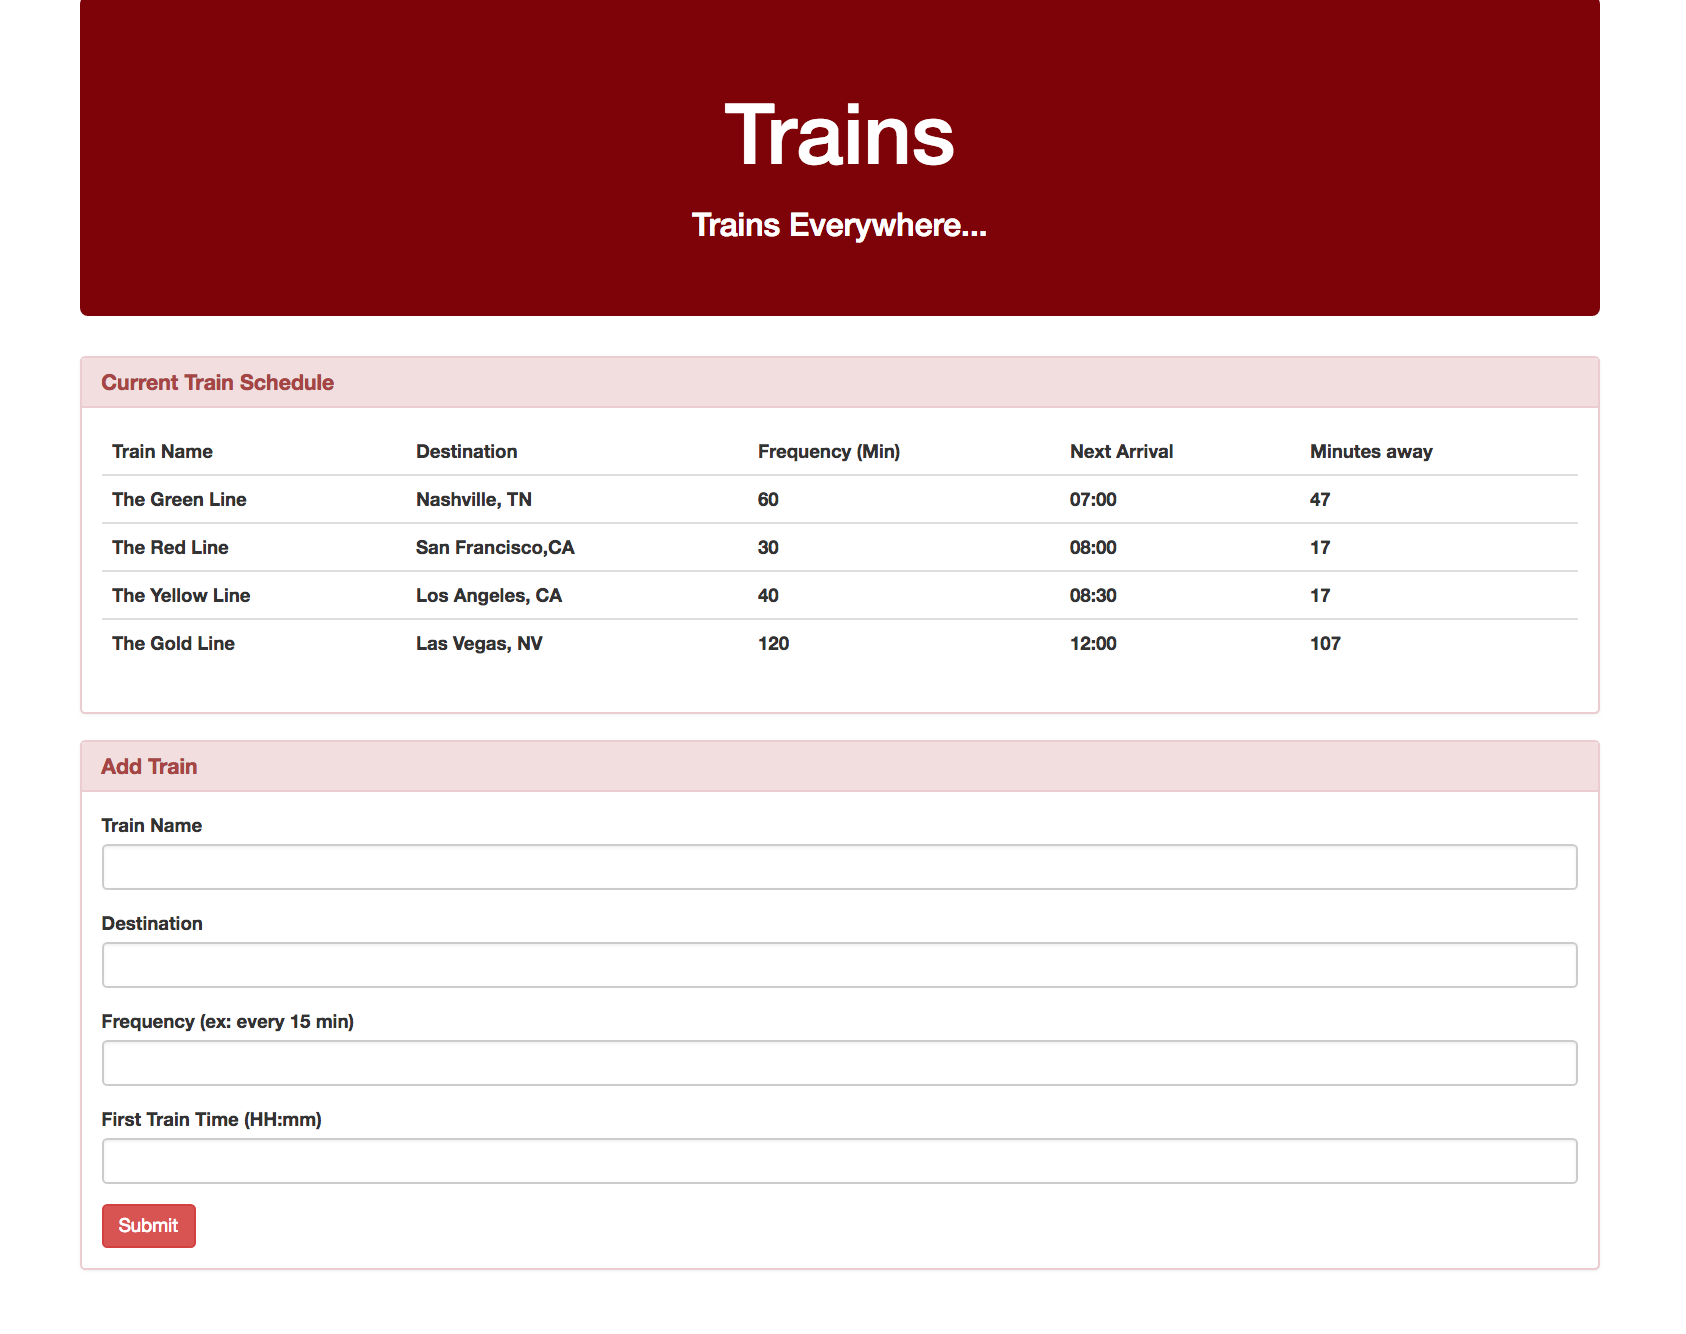 Trains
Trains Everywhere...
Current Train Schedule
Train Name Destination Frequency (Min) Next Arrival Minutes away
The Green Line Nashville, TN 60 07:00 47
The Red Line San Francisco,CA 30 08:00 17
The Yellow Line Los Angeles, CA 40 08:30 17
The Gold Line Las Vegas, NV 120 12:00 107
Add Train
Train Name
Destination
Frequency (ex: every 15 min)
First Train Time (HH:mm)
Submit